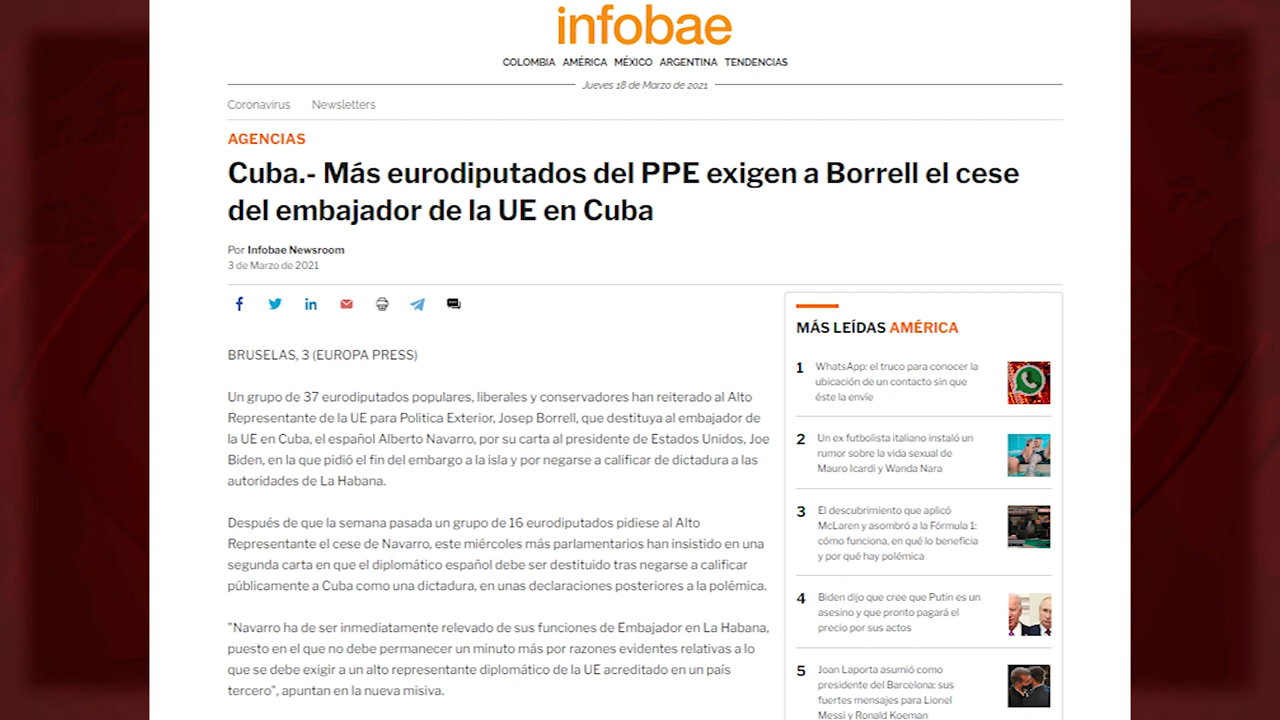 infobae
COLOMBIA AMÉRICA MÉXICO ARGENTINA TENDENCIAS
Jueves 18 de Marzo de 2021
Coronavirus Newsletters
AGENCIAS
Cuba.- Más eurodiputados del PPE exigen a Borrell el cese
del embajador de la UE en Cuba
Por Infobae Newsroom
3 de Marzo de 2021
BRUSELAS, 3 (EUROPA PRESS)
Un grupo de 37 eurodiputados populares, liberales y conservadores han reiterado al Alto
Representante de la UE para Política Exterior, Josep Borrell, que destituya al embajador de
la UE en Cuba, el español Alberto Navarro, por su carta al presidente de Estados Unidos, Joe
Biden, en la que pidió el fin del embargo a la isla y por negarse a calificar de dictadura a las
autoridades de La Habana.
Después de que la semana pasada un grupo de 16 eurodiputados pidiese al Alto
Representante el cese de Navarro, este miércoles más parlamentarios han insistido en una
segunda carta en que el diplomático español debe ser destituido tras negarse a calificar
públicamente a Cuba como una dictadura, en unas declaraciones posteriores a la polémica.
"Navarro ha de ser inmediatamente relevado de sus funciones de Embajador en La Habana,
puesto en el que no debe permanecer un minuto más por razones evidentes relativas a lo
que se debe exigir a un alto representante diplomático de la UE acreditado en un país
tercero", apuntan en la nueva misiva.
MÁS LEÍDAS AMÉRICA
1 WhatsApp: el truco para conocer la
ubicación de un contacto sin que
éste la envíe
2 Un ex futbolista italiano instaló un
rumor sobre la vida sexual de
Mauro Icardi y Wanda Nara
3 El descubrimiento que aplicó
McLaren y asombró a la Fórmula 1:
cómo funciona, en qué lo beneficia
y por qué hay polémica
4 Biden dijo que cree que Putin es un
asesino y que pronto pagará el
precio por sus actos
5 Joan Laporta asumió como
presidente del Barcelona: sus
fuertes mensajes para Lionel
Messi y Ronald Koeman